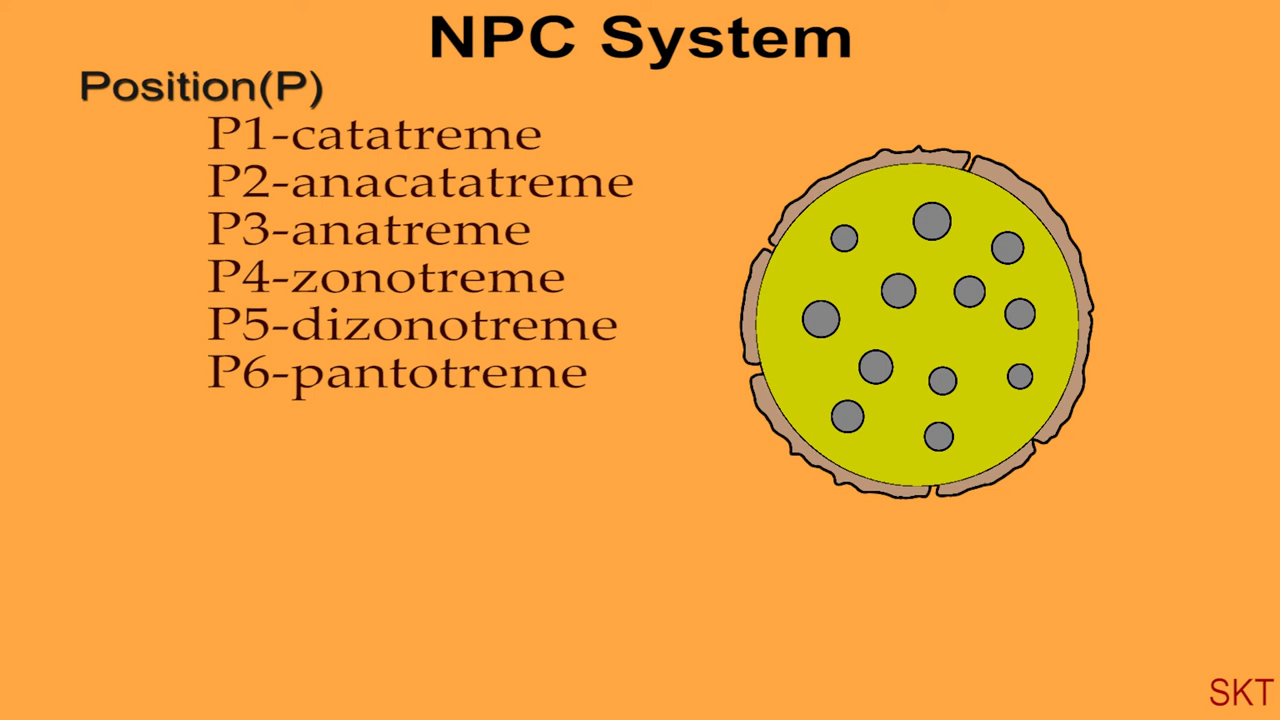 NPC System
Position(P)
P1-catatreme
P2-anacatatreme
P3-anatreme
P4-zonotreme
P5-dizonotreme
P6-pantotreme
SKT